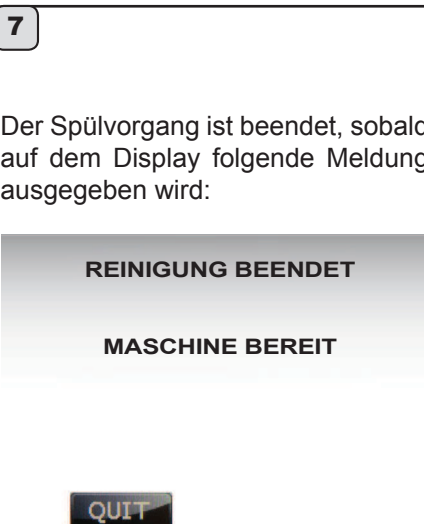 7
Der Spülvorgang ist beendet, sobald
auf dem Display folgende Meldung
ausgegeben wird:
REINIGUNG BEENDET
MASCHINE BEREIT
QUIT